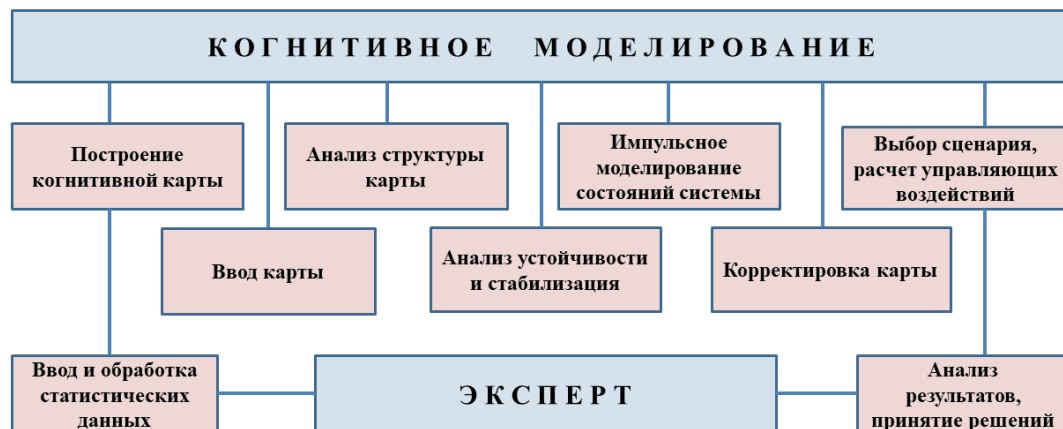 КОГНИТИВНОЕ МОДЕЛИРОВАНИЕ
Построение
когнитивной карты
Анализ структуры
карты
Импульсное
моделирование
состояний системы
Выбор сценария,
расчет управляющих
воздействий
Ввод карты
Анализ устойчивости
и стабилизация
Корректировка карты
Ввод и обработка
статистических
данных
ЭКСПЕРТ
Анализ
результатов,
принятие решений